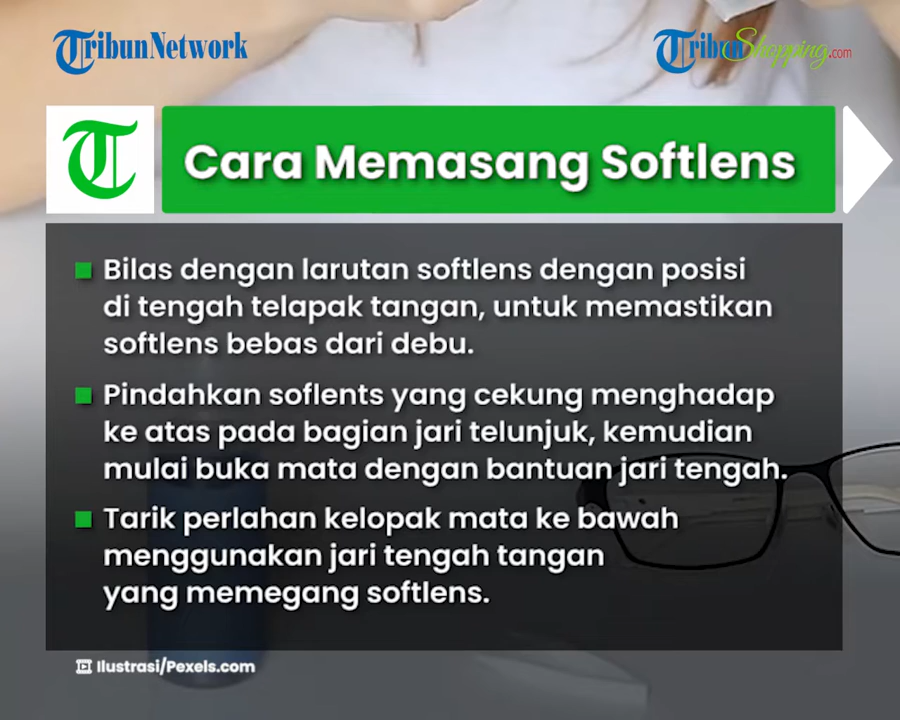 TribunNetwork
TribunShopping.com
T
Cara Memasang Softlens
Bilas dengan larutan softlens dengan posisi
di tengah telapak tangan, untuk memastikan
softlens bebas dari debu.
Pindahkan soflents yang cekung menghadap
ke atas pada bagian jari telunjuk, kemudian
mulai buka mata dengan bantuan jari tengah.
Tarik perlahan kelopak mata ke bawah
menggunakan jari tengah tangan
yang memegang softlens.
Ilustrasi/Pexels.com